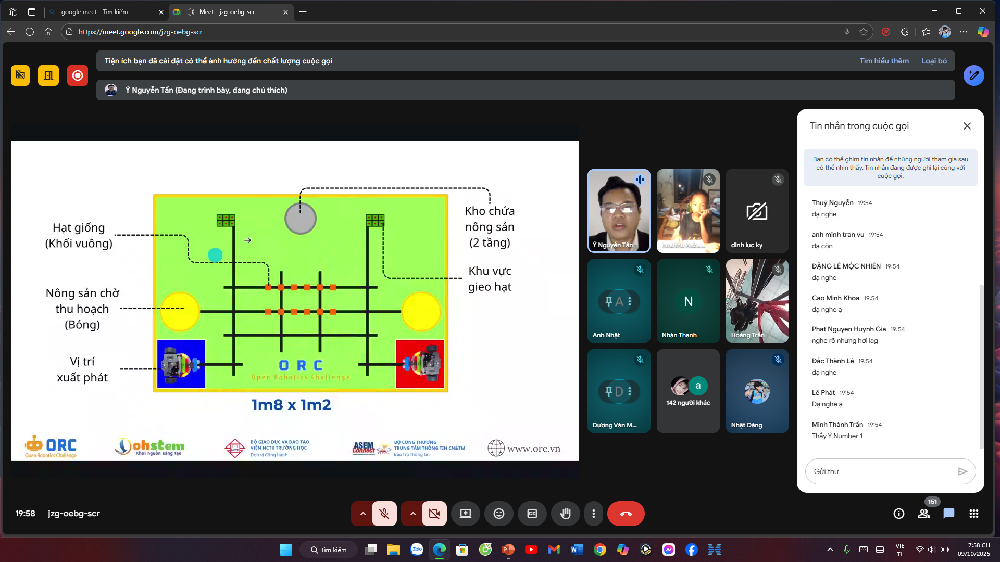 google meet - Tìm kiếm
Meet - jzg-oebg-scr
https://meet.google.com/jzg-oebg-scr
Tiện ích bạn đã cài đặt có thể ảnh hưởng đến chất lượng cuộc gọi
Tìm hiểu thêm
Loại bỏ
Ý Nguyễn Tấn (Đang trình bày, đang chú thích)
Hạt giống
(Khối vuông)
Nông sản chờ
thu hoạch
(Bóng)
Vị trí
xuất phát
Kho chứa
nông sản
(2 tầng)
Khu vực
gieo hạt
O R C
Open Robotics Challenge
1m8 x 1m2
ORC
Open Robotics Challenge
ohstem
Khơi nguồn sáng tạo
NCTK
BỘ GIÁO DỤC VÀ ĐÀO TẠO
VIỆN NCTK TRƯỜNG HỌC
Đơn vị đồng hành
ASEM
Connect
BỘ CÔNG THƯƠNG
TRUNG TÂM THÔNG TIN CN&TM
Bảo trợ thông tin
www.orc.vn
Ý Nguyễn Tấn
hoaithu Asbe...
dinh luc ky
A
Anh Nhật
N
Nhàn Thanh
Hoàng Trần
D
Dương Văn M...
a
142 người khác
Nhật Đăng
Tin nhắn trong cuộc gọi
Bạn có thể ghim tin nhắn để những người tham gia sau
có thể nhìn thấy. Tin nhắn đang được ghi lại cùng với
cuộc gọi.
Thuý Nguyễn 19:54
dạ nghe
anh minh tran vu 19:54
dạ còn
ĐẶNG LÊ MỘC NHIÊN 19:54
dạ nghe
Cao Minh Khoa 19:54
dạ nghe ạ
Phat Nguyen Huynh Gia 19:54
nghe rõ nhưng hơi lag
Đắc Thành Lê 19:54
dạ nghe
Lê Phát 19:54
Dạ nghe ạ
Minh Thành Trần 19:54
Thầy Ý Number 1
Gửi thư
19:58 | jzg-oebg-scr
CC
151
Tìm kiếm
Zalo
VIE
TL
7:58 CH
09/10/2025